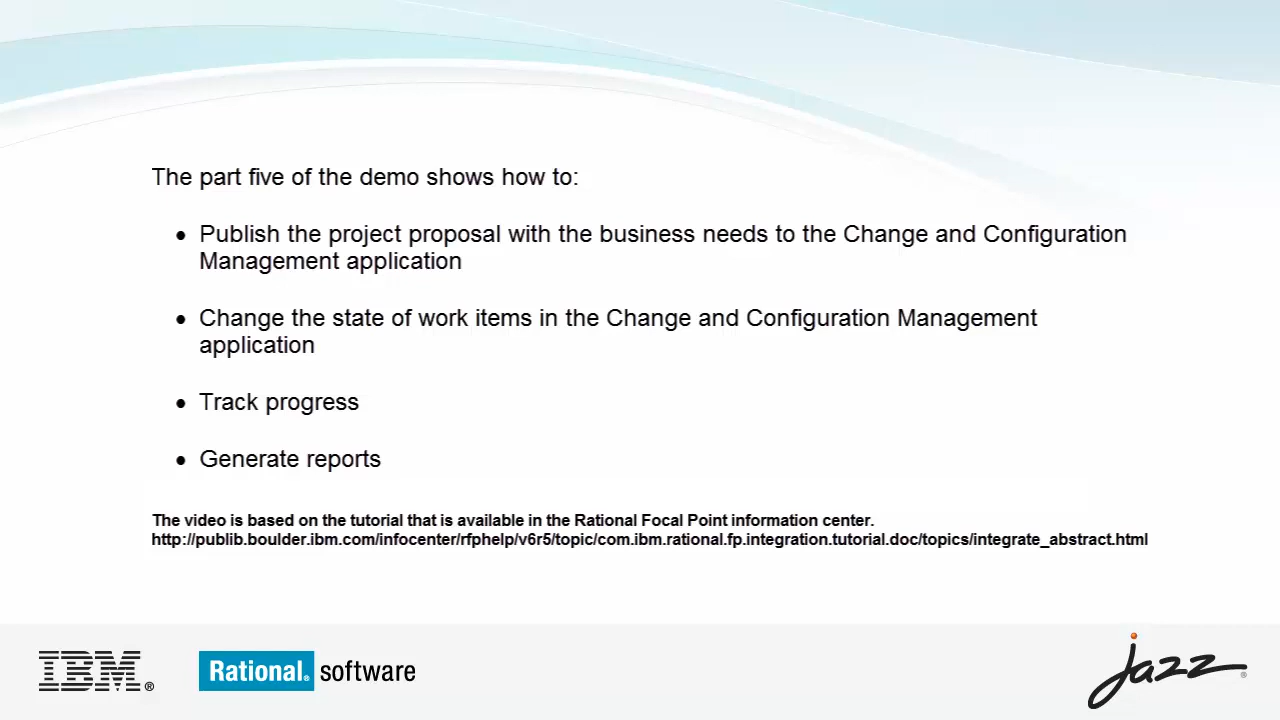 The part five of the demo shows how to:
• Publish the project proposal with the business needs to the Change and Configuration
Management application
• Change the state of work items in the Change and Configuration Management
application
• Track progress
• Generate reports
The video is based on the tutorial that is available in the Rational Focal Point information center.
http://publib.boulder.ibm.com/infocenter/rfphelp/v6r5/topic/com.ibm.rational.fp.integration.tutorial.doc/topics/integrate_abstract.html
IBM® Rational® software jazz®